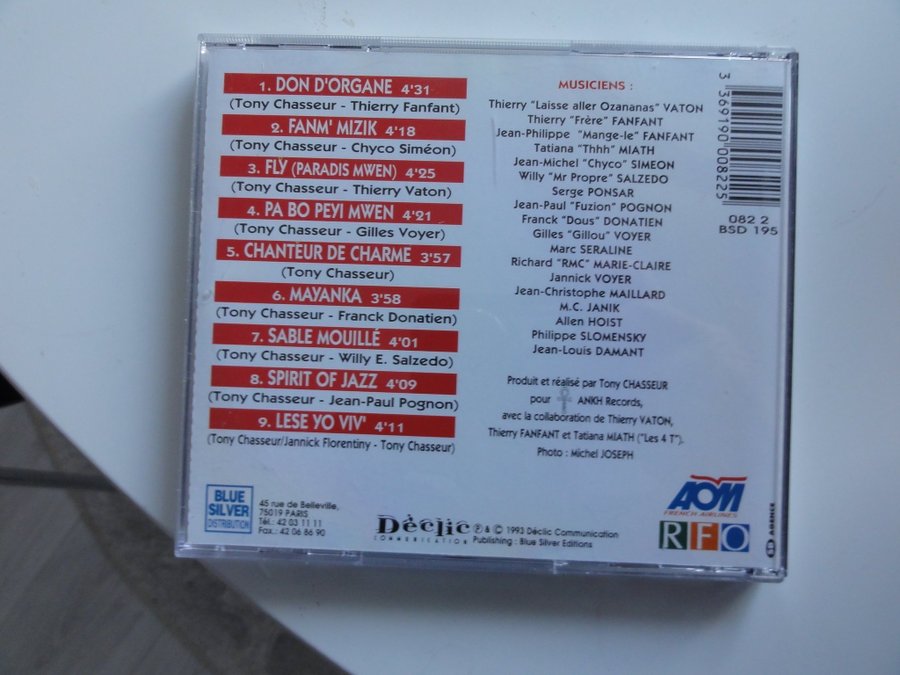 1. DON D'ORGANE 4'31
(Tony Chasseur - Thierry Fanfant)
2. FANM' MIZIK 4'18
(Tony Chasseur - Chyco Siméon)
3. FLY (PARADIS MWEN) 4'25
(Tony Chasseur - Thierry Vaton)
4. PA BO PEYI MWEN 4'21
(Tony Chasseur - Gilles Voyer)
5. CHANTEUR DE CHARME 3'57
(Tony Chasseur)
6. MAYANKA 3'58
(Tony Chasseur - Franck Donatien)
7. SABLE MOUILLÉ 4'01
(Tony Chasseur - Willy E. Salzedo)
8. SPIRIT OF JAZZ 4'09
(Tony Chasseur - Jean-Paul Pognon)
9. LESE YO VIV' 4'11
(Tony Chasseur/Jannick Florentiny - Tony Chasseur)
MUSICIENS :
Thierry "Laisse aller Ozananas" VATON
Thierry "Frère" FANFANT
Jean-Philippe "Mange-le" FANFANT
Tatiana "Thhh" MIATH
Jean-Michel "Chyco" SIMEON
Willy "Mr Propre" SALZEDO
Serge PONSAR
Jean-Paul "Fuzion" POGNON
Franck "Dous" DONATIEN
Gilles "Gillou" VOYER
Marc SERALINE
Richard "RMC" MARIE-CLAIRE
Jannick VOYER
Jean-Christophe MAILLARD
M.C. JANIK
Allen HOIST
Philippe SLOMENSKY
Jean-Louis DAMANT
Produit et réalisé par Tony CHASSEUR
pour ANKH Records,
avec la collaboration de Thierry VATON,
Thierry FANFANT et Tatiana MIATH ("Les 4 T").
Photo : Michel JOSEPH
3 369190 008225
082 2
BSD 195
BLUE
SILVER
DISTRIBUTION
45 rue de Belleville,
75019 PARIS
Tél.: 42 03 11 11
Fax.: 42 06 86 90
Déclic
COMMUNICATION
℗ & © 1993 Déclic Communication
Publishing : Blue Silver Editions
AOM
FRENCH AIRLINES
RFO